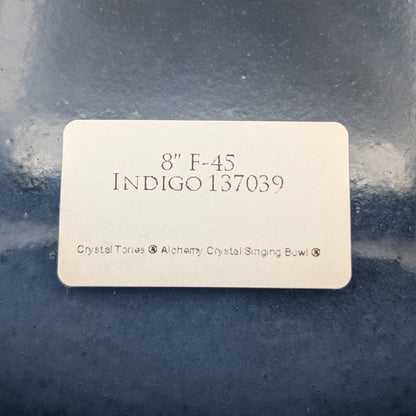 8" F-45
INDIGO 137039
Crystal Tones ® Alchemy Crystal Singing Bowl ®